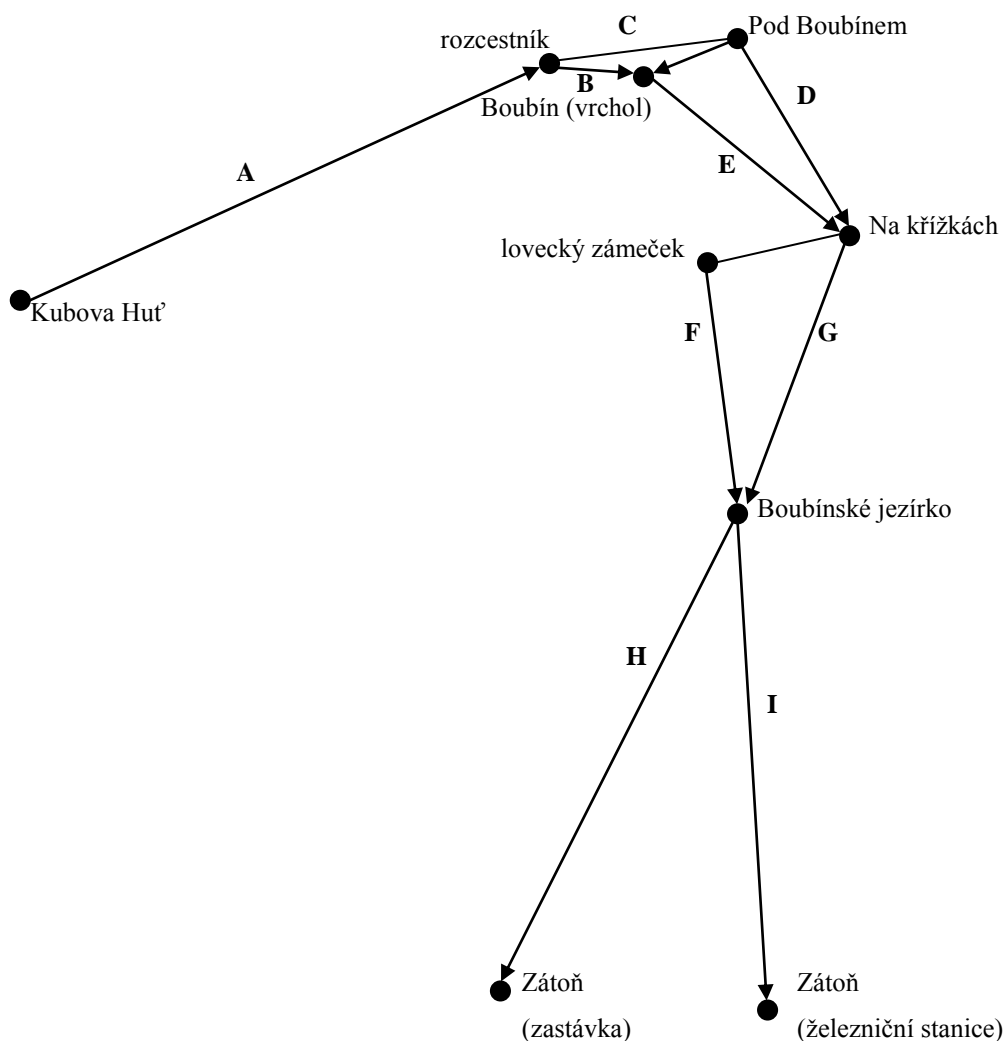 C
Pod Boubínem
rozcestník
B
Boubín (vrchol)
D
E
A
Na křížkách
lovecký zámeček
Kubova Huť
F
G
Boubínské jezírko
H
I
Zátoň
(zastávka)
Zátoň
(železniční stanice)